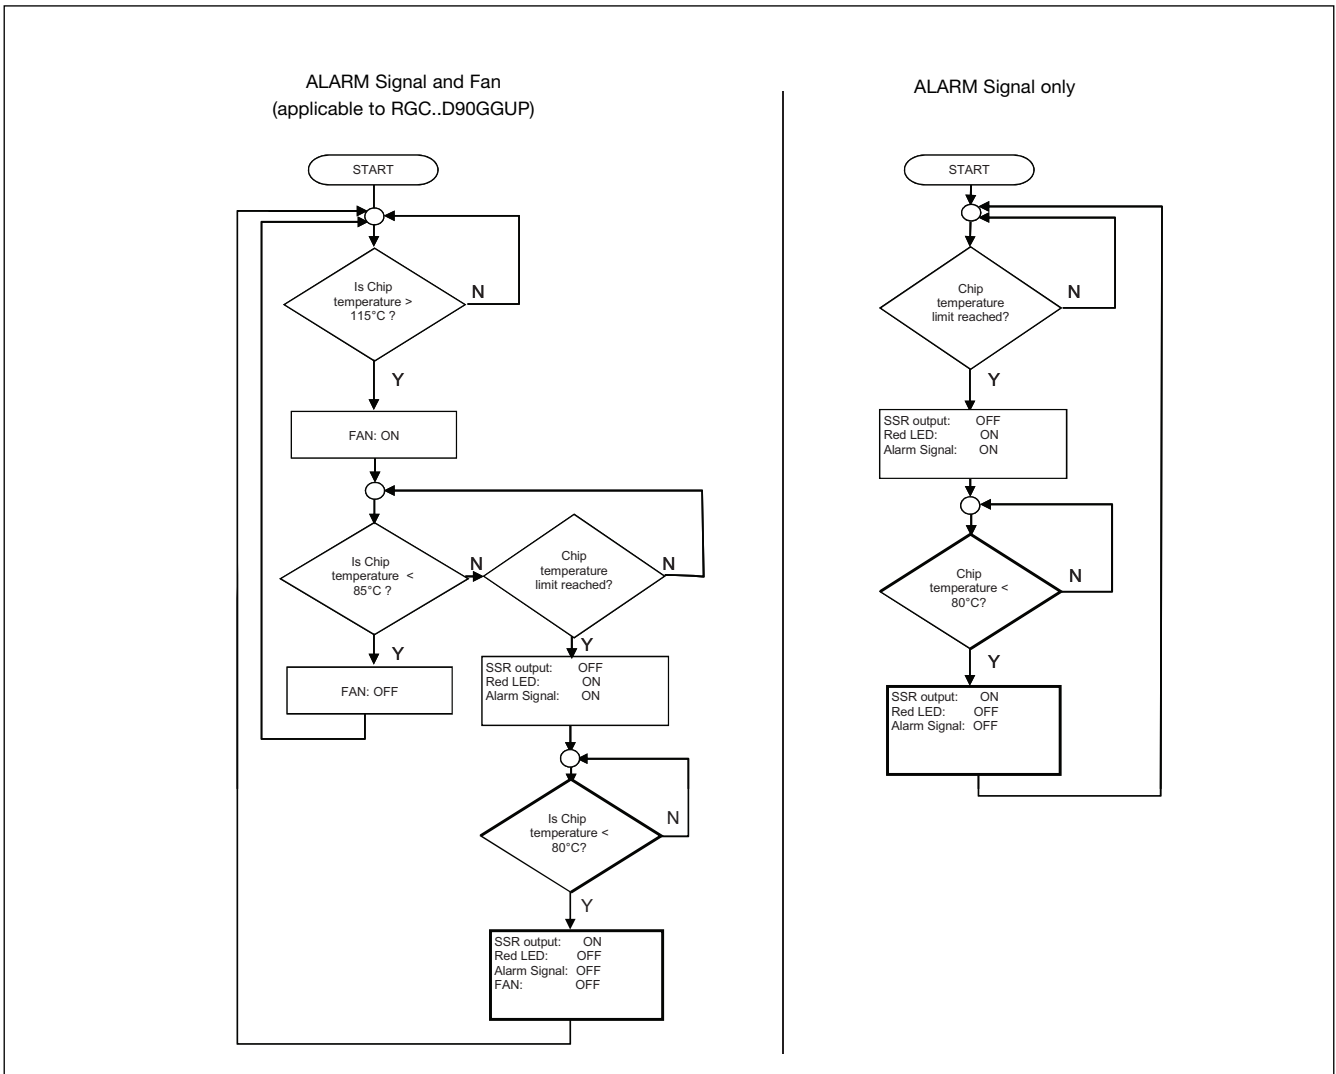 ALARM Signal and Fan
(applicable to RGC..D90GGUP)
START
Is Chip
temperature >
115°C ?
N
Y
FAN: ON
Is Chip
temperature <
85°C ?
N
Chip
temperature
limit reached?
N
Y
FAN: OFF
Y
SSR output: OFF
Red LED: ON
Alarm Signal: ON
Is Chip
temperature <
80°C?
N
Y
SSR output: ON
Red LED: OFF
Alarm Signal: OFF
FAN: OFF
ALARM Signal only
START
Chip
temperature
limit reached?
N
Y
SSR output: OFF
Red LED: ON
Alarm Signal: ON
Chip
temperature <
80°C?
N
Y
SSR output: ON
Red LED: OFF
Alarm Signal: OFF